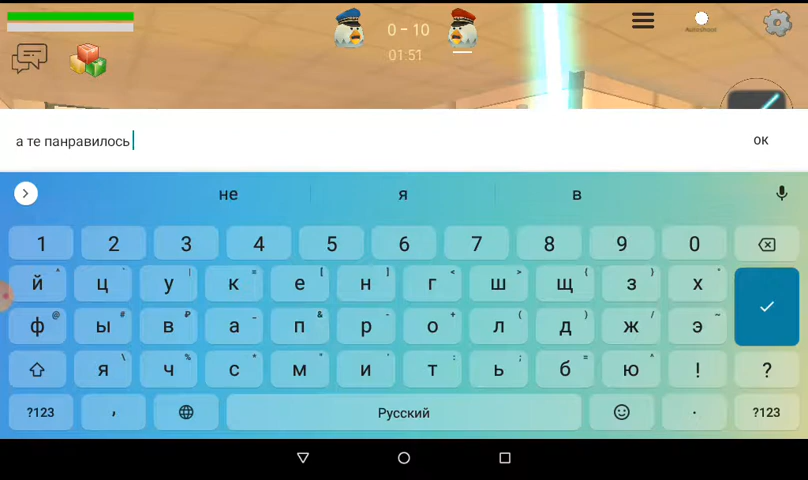 0 - 10
01:51
Autoshoot
а те панравилось
ОК
не я в
1 2 3 4 5 6 7 8 9 0
й ^ ц ' у | к = е [ н ] г < ш > щ { з } х °
ф @ ы # в ₽ а _ п & р - о + л ( д ) ж / э ~
я \ ч % с * м " и ' т : ь ; б = ю ^ ! ?
?123 , Русский . ?123